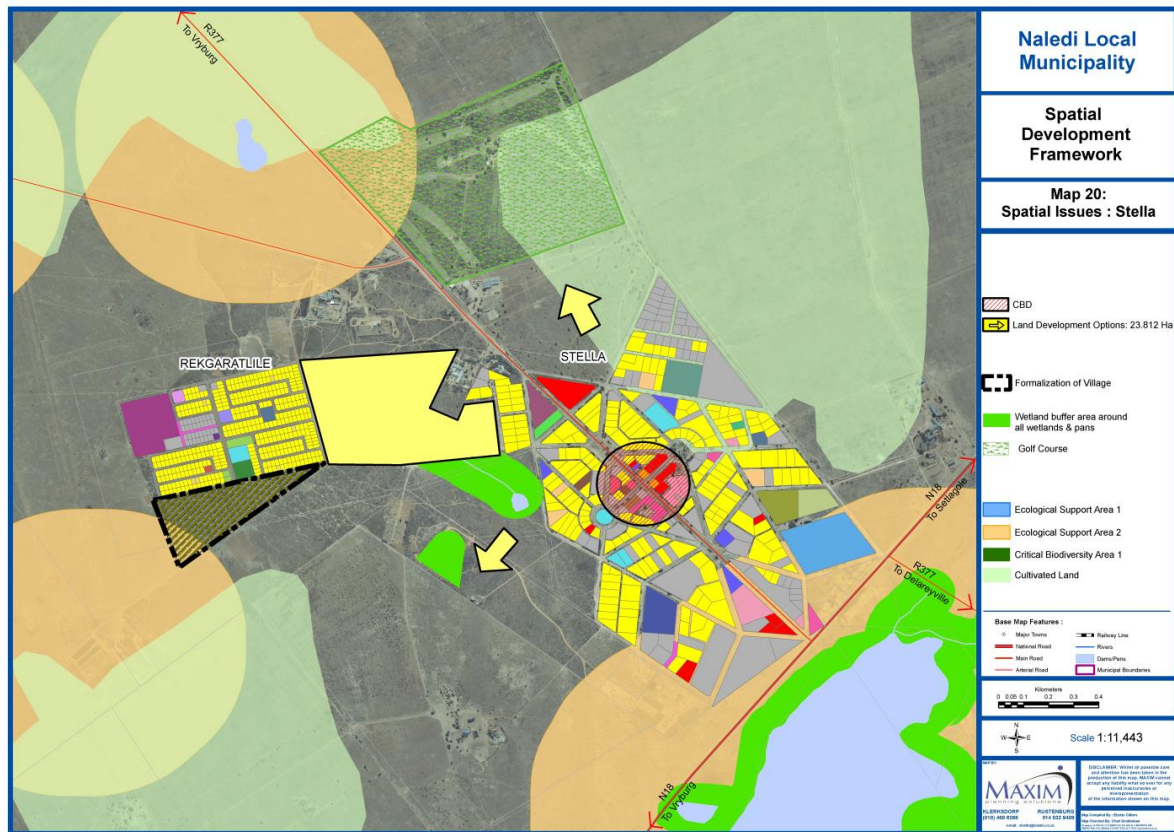 Naledi Local
Municipality
Spatial
Development
Framework
Map 20:
Spatial Issues : Stella
CBD
Land Development Options: 23.812 Ha
Formalization of Village
Wetland buffer area around
all wetlands & pans
Golf Course
Ecological Support Area 1
Ecological Support Area 2
Critical Biodiversity Area 1
Cultivated Land
Base Map Features :
Major Towns
National Road
Main Road
Arterial Road
Railway Line
Rivers
Dams/Pans
Municipal Boundaries
Kilometers
0 0.05 0.1 0.2 0.3 0.4
N
W E
S
Scale 1:11,443
MAXIM
planning solutions
KLERKSDORP
RUSTENBURG
DISCLAIMER: Whilst all possible care
and attention has been taken in the
production of this map, MAXIM cannot
accept any liability what so ever for any
perceived inaccuracies or
misrepresentation
of the information shown on this map
R377
To Vryburg
REKGARATLILE
STELLA
N18
To Setlagole
R377
To Delareyville
N18
To Vryburg